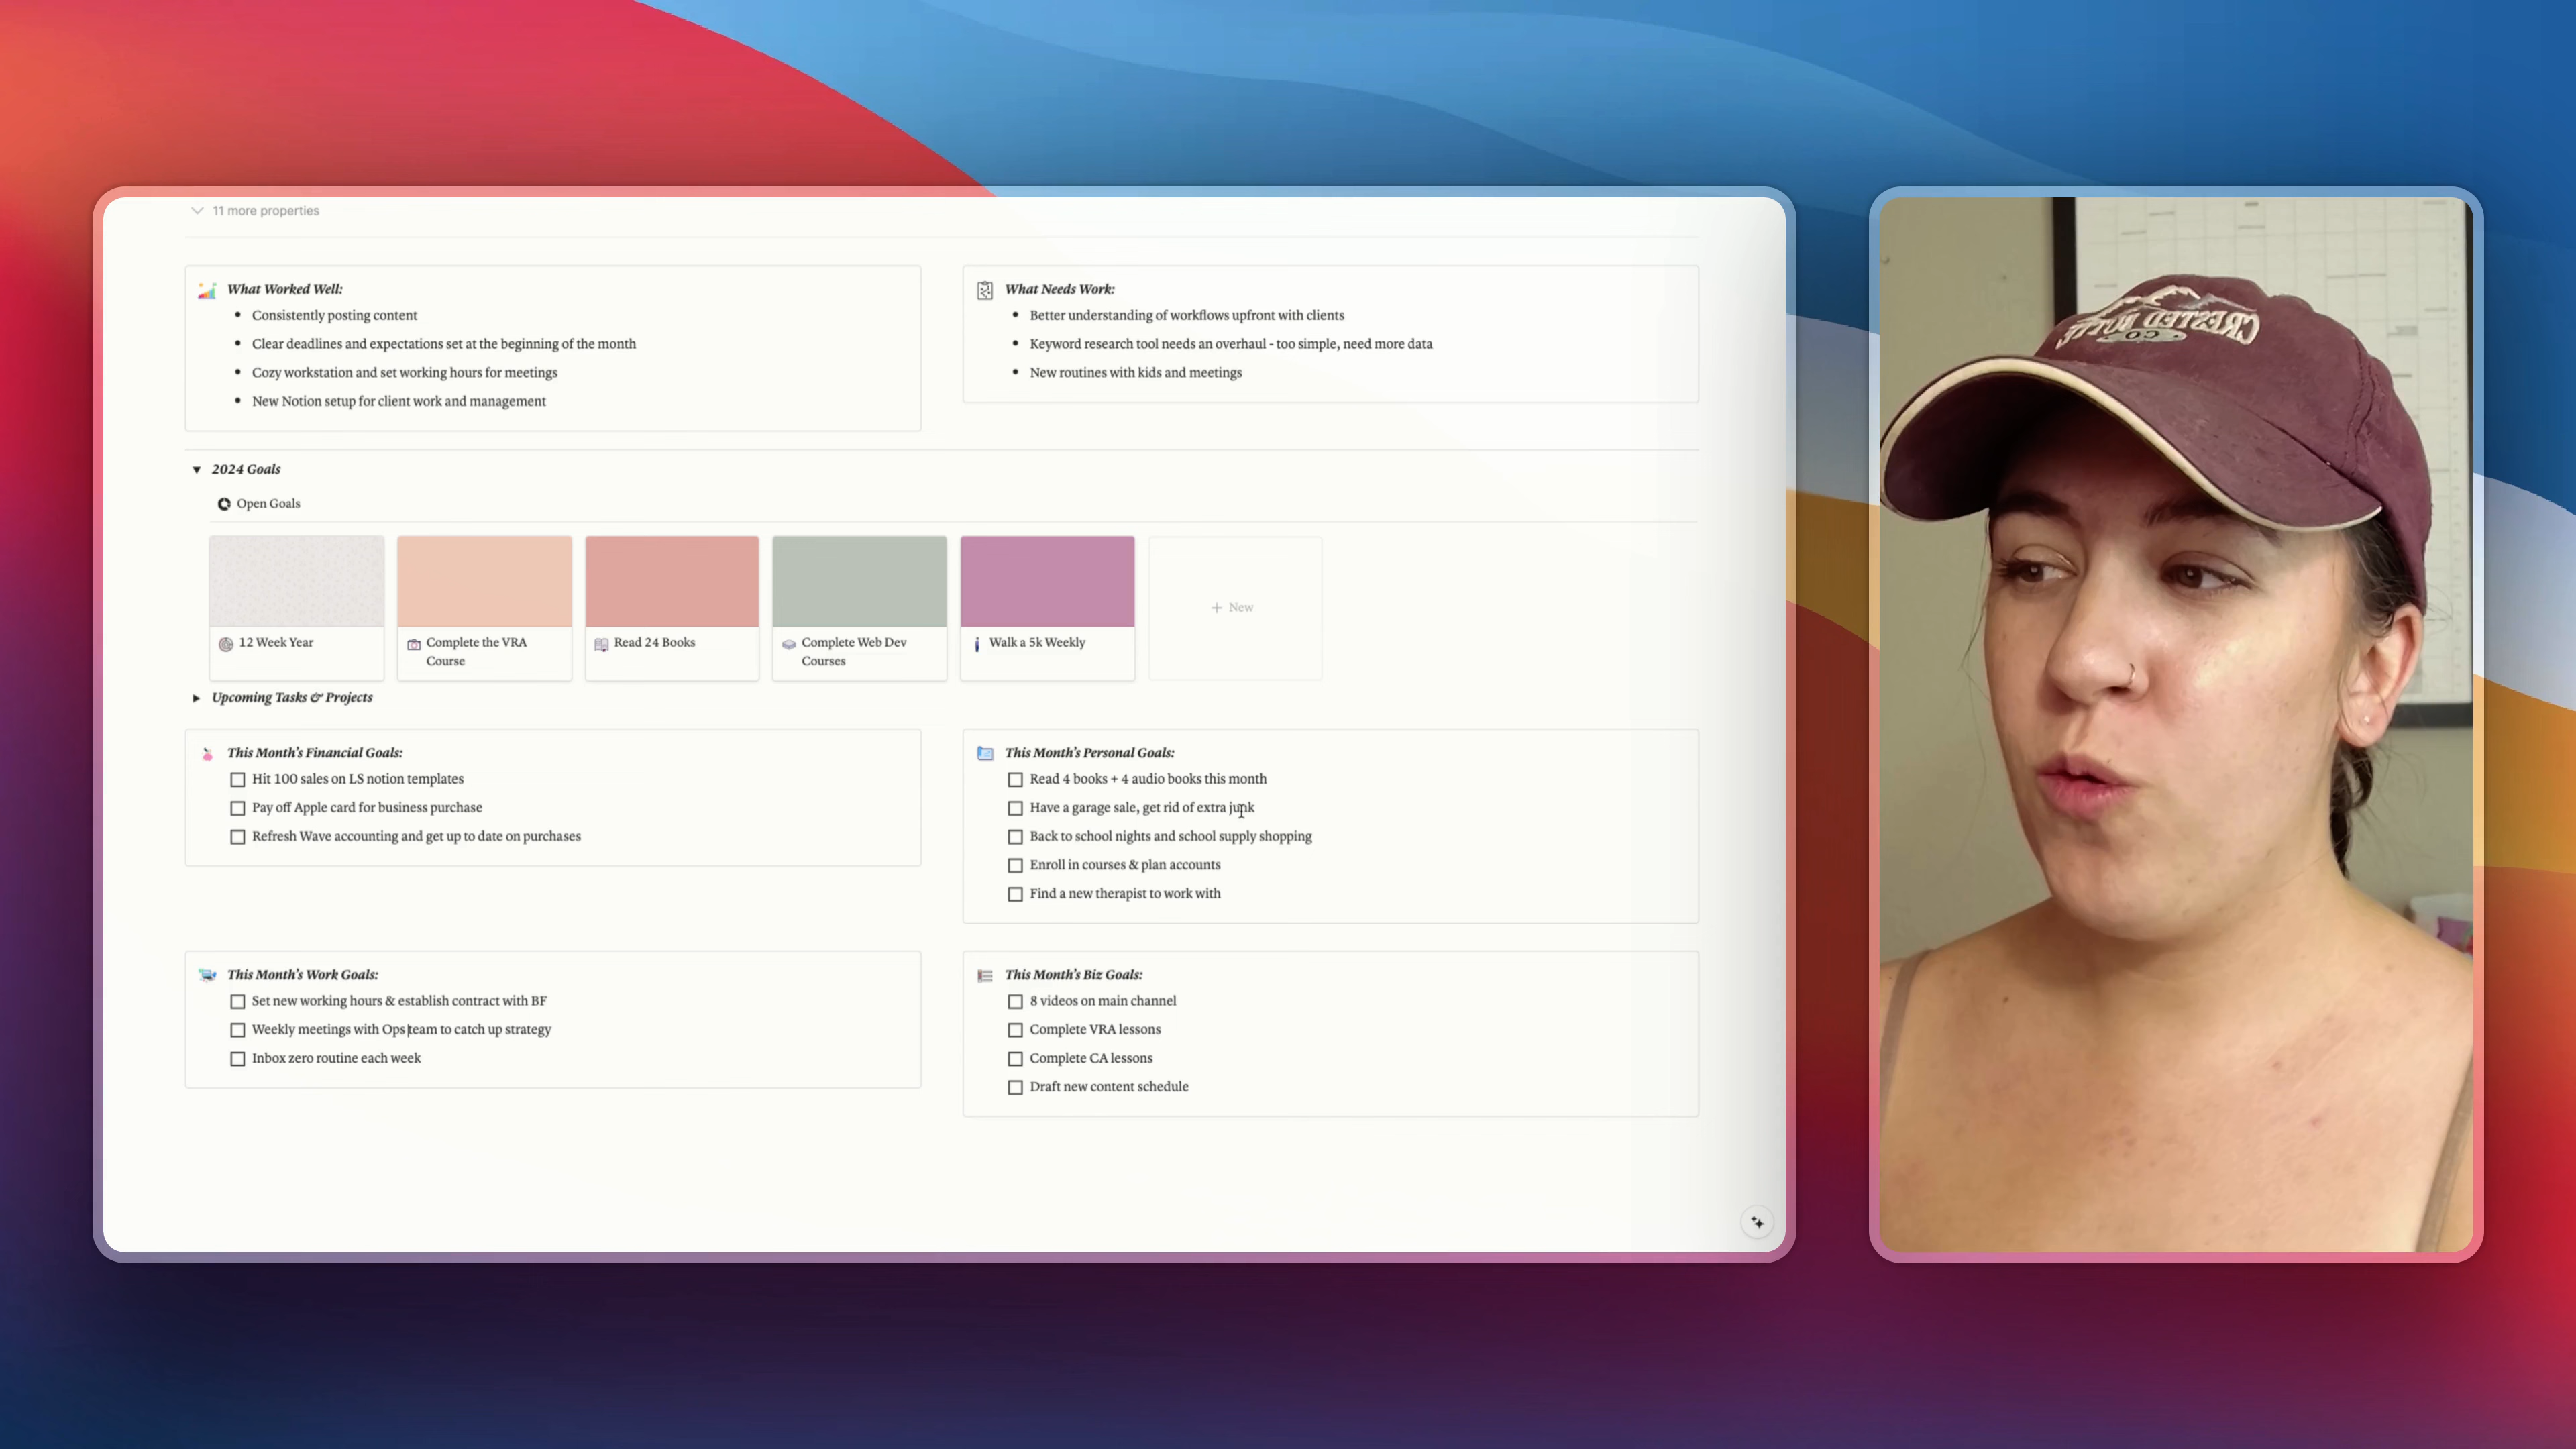 11 more properties
What Worked Well:
Consistently posting content
Clear deadlines and expectations set at the beginning of the month
Cozy workstation and set working hours for meetings
New Notion setup for client work and management
What Needs Work:
Better understanding of workflows upfront with clients
Keyword research tool needs an overhaul - too simple, need more data
New routines with kids and meetings
2024 Goals
Open Goals
12 Week Year
Complete the VRA
Course
Read 24 Books
Complete Web Dev
Courses
Walk a 5k Weekly
+ New
Upcoming Tasks & Projects
This Month's Financial Goals:
Hit 100 sales on LS notion templates
Pay off Apple card for business purchase
Refresh Wave accounting and get up to date on purchases
This Month's Personal Goals:
Read 4 books + 4 audio books this month
Have a garage sale, get rid of extra junk
Back to school nights and school supply shopping
Enroll in courses & plan accounts
Find a new therapist to work with
This Month's Work Goals:
Set new working hours & establish contract with BF
Weekly meetings with Ops team to catch up strategy
Inbox zero routine each week
This Month's Biz Goals:
8 videos on main channel
Complete VRA lessons
Complete CA lessons
Draft new content schedule
CRESTED BUTTE
CO